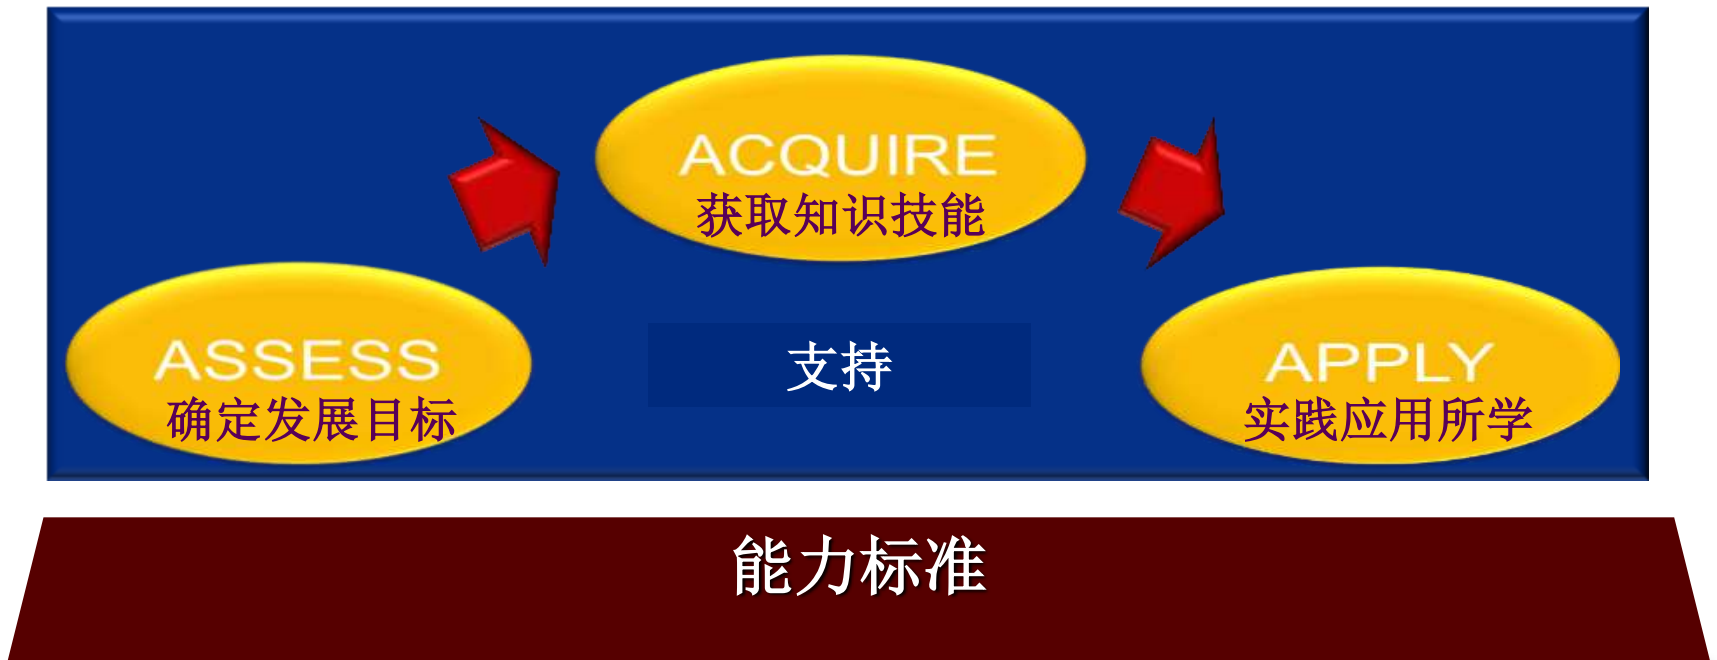 ACQUIRE
获取知识技能
ASSESS
确定发展目标
支持
APPLY
实践应用所学
能力标准